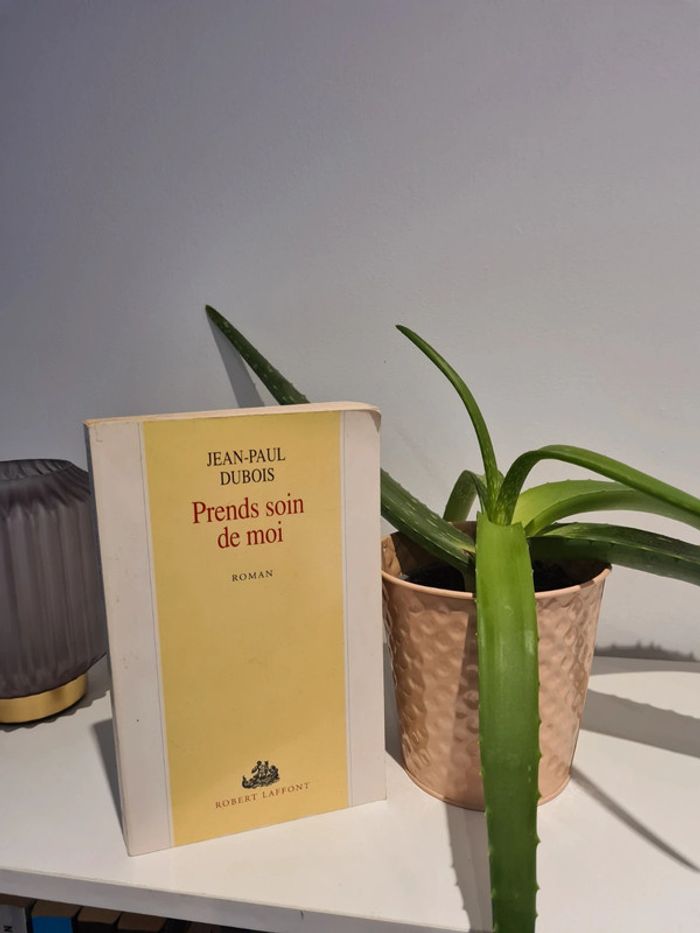 JEAN-PAUL
DUBOIS
Prends soin
de moi
ROMAN
ROBERT LAFFONT